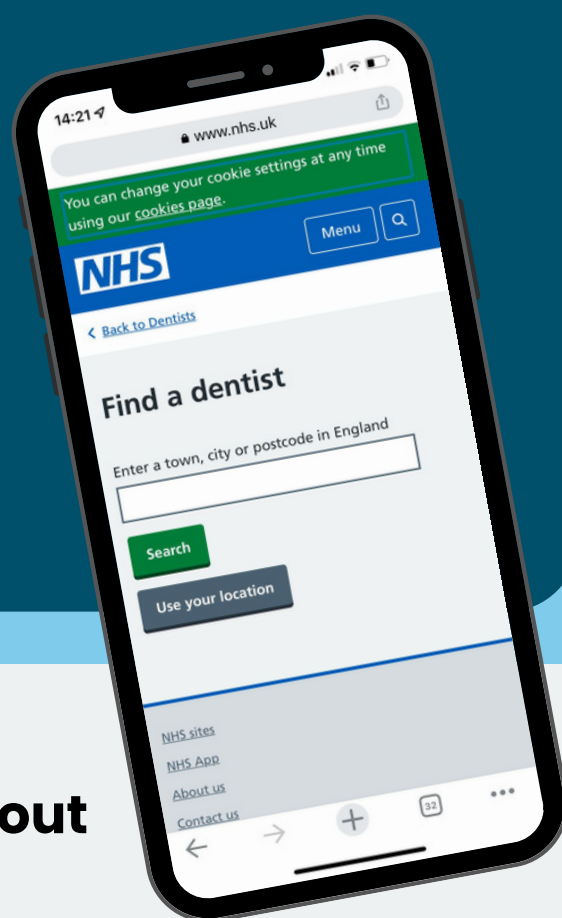 14:21
www.nhs.uk
You can change your cookie settings at any time
using our cookies page.
NHS
Menu
Back to Dentists
Find a dentist
Enter a town, city or postcode in England
Search
Use your location
NHS sites
NHS App
About us
Contact us
32
out